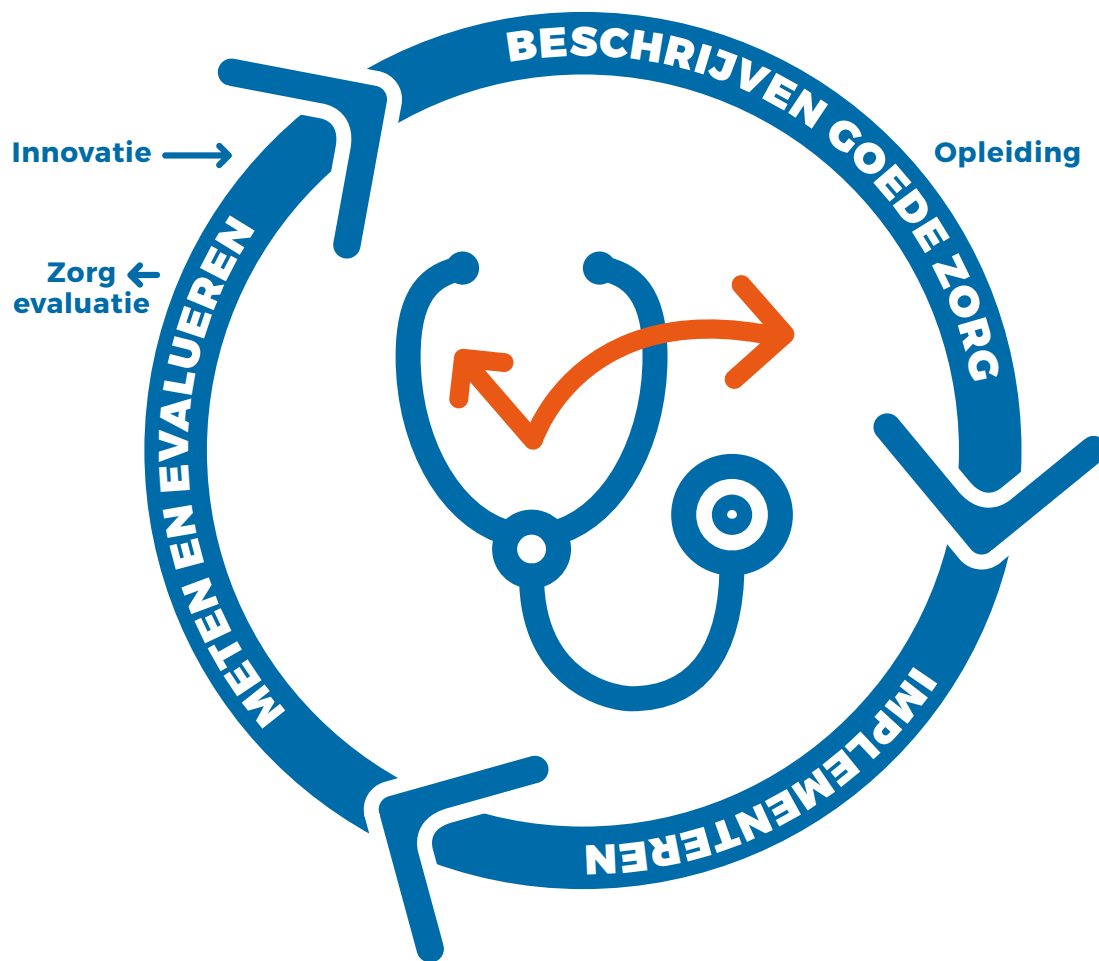 BESCHRIJVEN GOEDE ZORG
Innovatie
Opleiding
Zorg
evaluatie
METEN EN EVALUEREN
IMPLEMENTEREN